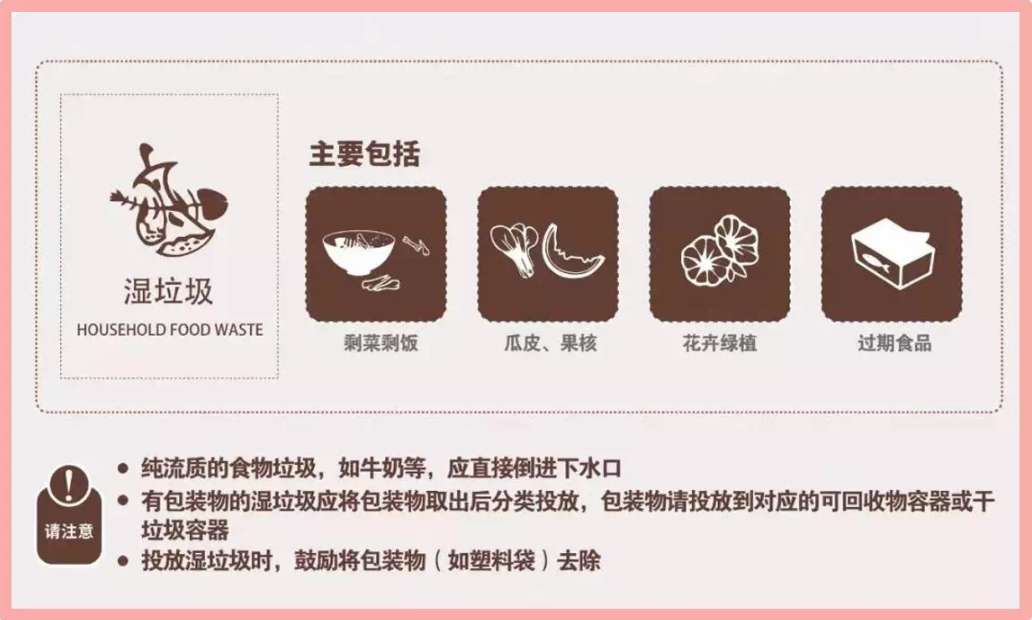 湿垃圾
HOUSEHOLD FOOD WASTE
主要包括
剩菜剩饭
瓜皮、果核
花卉绿植
过期食品
请注意
纯流质的食物垃圾，如牛奶等，应直接倒进下水口
有包装物的湿垃圾应将包装物取出后分类投放，包装物请投放到对应的可回收物容器或干
垃圾容器
投放湿垃圾时，鼓励将包装物（如塑料袋）去除